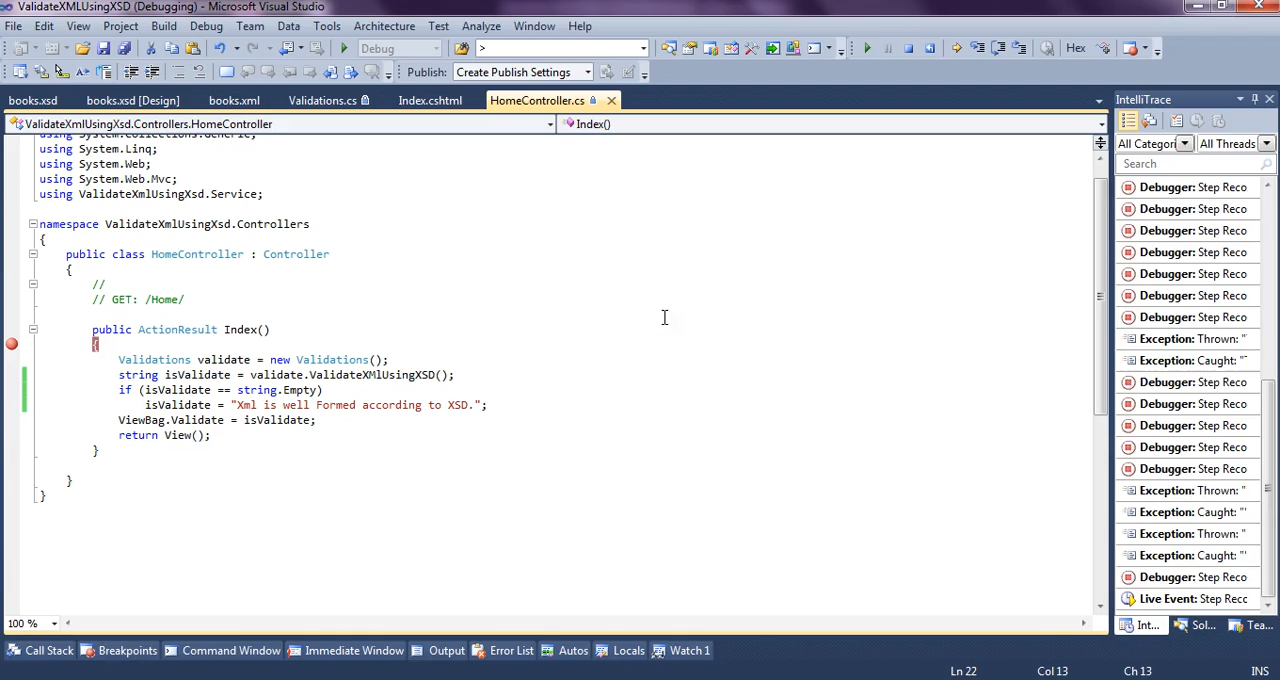 ValidateXMLUsingXSD (Debugging) - Microsoft Visual Studio
File Edit View Project Build Debug Team Data Tools Architecture Test Analyze Window Help
Debug > Hex
Publish: Create Publish Settings
books.xsd books.xsd [Design] books.xml Validations.cs Index.cshtml HomeController.cs
ValidateXmlUsingXsd.Controllers.HomeController Index()
using System.Collections.Generic;
using System.Linq;
using System.Web;
using System.Web.Mvc;
using ValidateXmlUsingXsd.Service;
namespace ValidateXmlUsingXsd.Controllers
{
public class HomeController : Controller
{
//
// GET: /Home/
public ActionResult Index()
{
Validations validate = new Validations();
string isValidate = validate.ValidateXMlUsingXSD();
if (isValidate == string.Empty)
isValidate = "Xml is well Formed according to XSD.";
ViewBag.Validate = isValidate;
return View();
}
}
}
100 %
IntelliTrace
All Categori All Threads
Search
Debugger: Step Reco
Debugger: Step Reco
Debugger: Step Reco
Debugger: Step Reco
Debugger: Step Reco
Debugger: Step Reco
Debugger: Step Reco
Exception: Thrown: "
Exception: Caught: "
Debugger: Step Reco
Debugger: Step Reco
Debugger: Step Reco
Debugger: Step Reco
Debugger: Step Reco
Exception: Thrown: "
Exception: Caught: "
Exception: Thrown: "
Exception: Caught: "
Debugger: Step Reco
Live Event: Step Recc
Int... Sol... Tea...
Call Stack Breakpoints Command Window Immediate Window Output Error List Autos Locals Watch 1
Ln 22 Col 13 Ch 13 INS